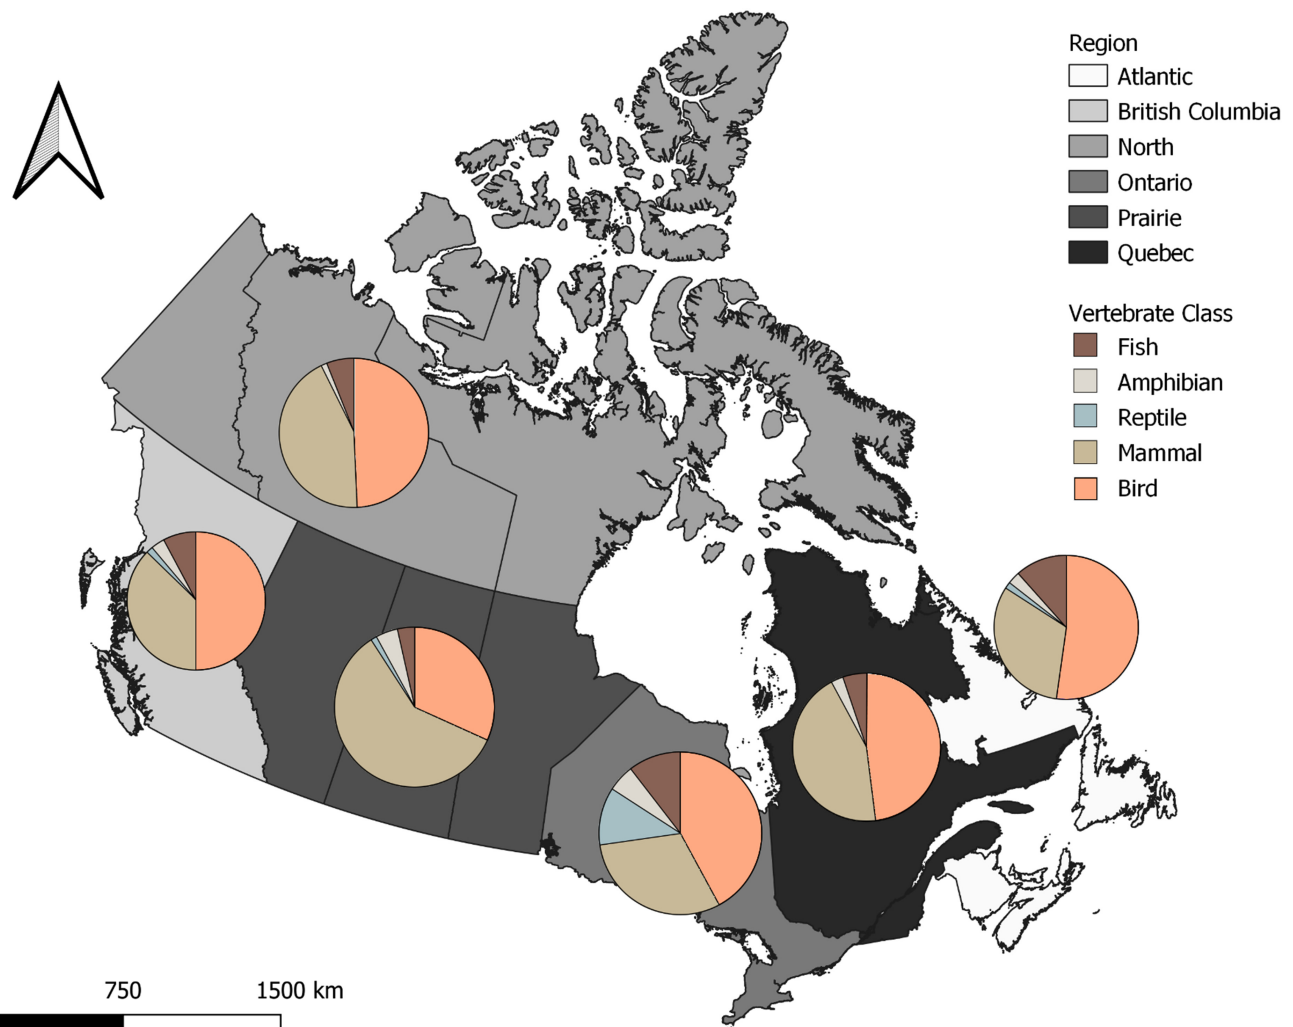 Region
Atlantic
British Columbia
North
Ontario
Prairie
Quebec
Vertebrate Class
Fish
Amphibian
Reptile
Mammal
Bird
750 1500 km